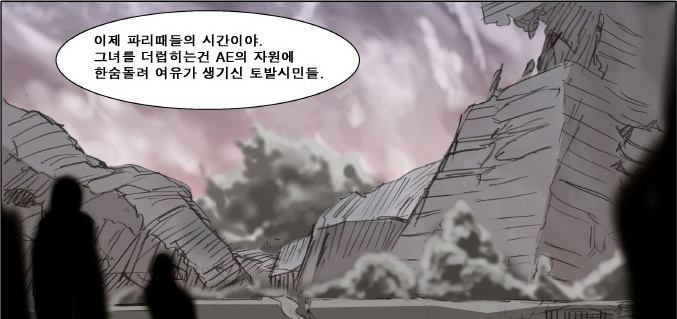 이제 파리때들의 시간이야.
그녀를 더럽히는건 AE의 자원에
한숨돌려 여유가 생기신 토발시민들.